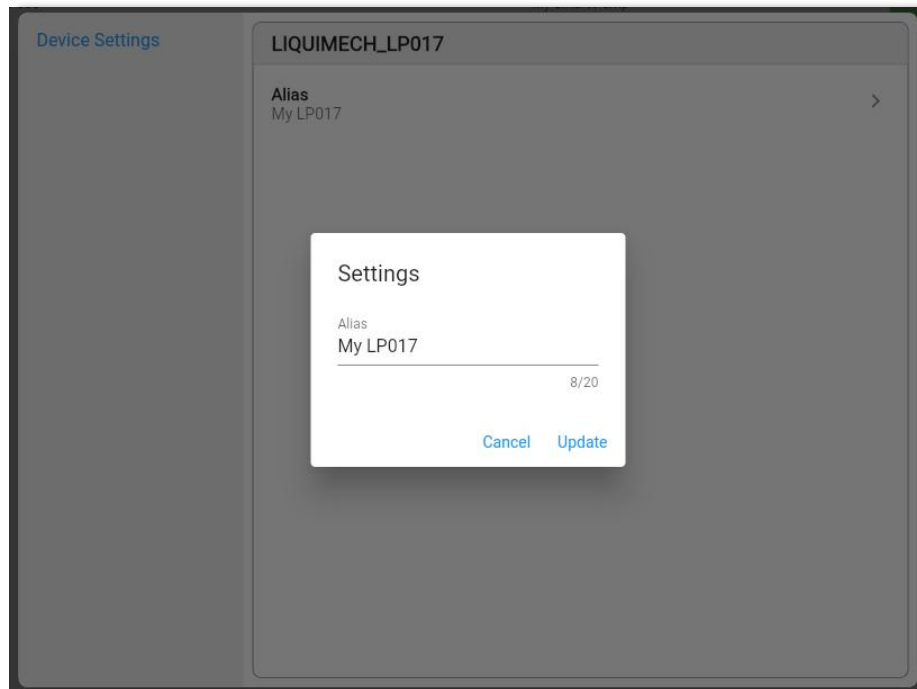 Device Settings
LIQUIMECH_LP017
Alias
My LP017
Settings
Alias
My LP017
8/20
Cancel Update